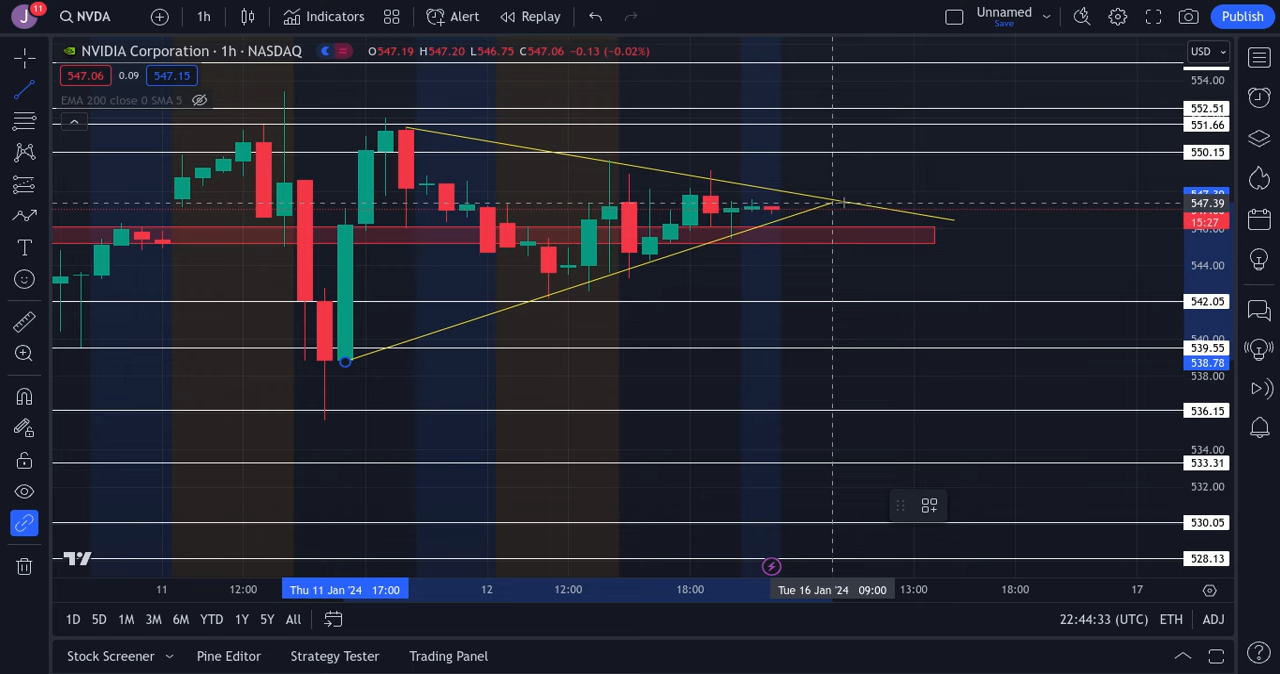 J 11 NVDA 1h Indicators Alert Replay Unnamed Save Publish
NVIDIA Corporation · 1h · NASDAQ O547.19 H547.20 L546.75 C547.06 −0.13 (−0.02%) USD
547.06 0.09 547.15
EMA 200 close 0 SMA 5
554.00
552.51
551.66
550.15
547.39
15:27
546.00
544.00
542.05
539.55
538.78
538.00
536.15
534.00
533.31
532.00
530.05
528.13
11 12:00 Thu 11 Jan '24 17:00 12 12:00 18:00 Tue 16 Jan '24 09:00 13:00 18:00 17
1D 5D 1M 3M 6M YTD 1Y 5Y All 22:44:33 (UTC) ETH ADJ
Stock Screener Pine Editor Strategy Tester Trading Panel